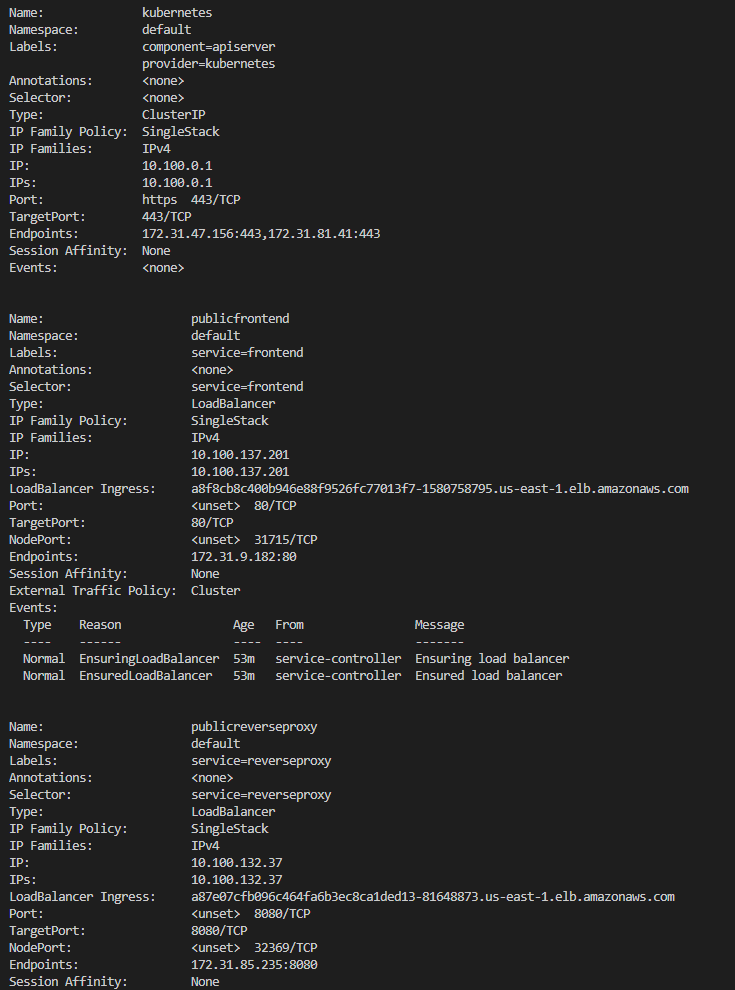 Name:              kubernetes
Namespace:         default
Labels:            component=apiserver
                   provider=kubernetes
Annotations:       <none>
Selector:          <none>
Type:              ClusterIP
IP Family Policy:  SingleStack
IP Families:       IPv4
IP:                10.100.0.1
IPs:               10.100.0.1
Port:              https  443/TCP
TargetPort:        443/TCP
Endpoints:         172.31.47.156:443,172.31.81.41:443
Session Affinity:  None
Events:            <none>

Name:                     publicfrontend
Namespace:                default
Labels:                   service=frontend
Annotations:              <none>
Selector:                 service=frontend
Type:                     LoadBalancer
IP Family Policy:         SingleStack
IP Families:              IPv4
IP:                       10.100.137.201
IPs:                      10.100.137.201
LoadBalancer Ingress:     a8f8cb8c400b946e88f9526fc77013f7-1580758795.us-east-1.elb.amazonaws.com
Port:                     <unset>  80/TCP
TargetPort:               80/TCP
NodePort:                 <unset>  31715/TCP
Endpoints:                172.31.9.182:80
Session Affinity:         None
External Traffic Policy:  Cluster
Events:
  Type    Reason                Age   From                Message
  ----    ------                ----  ----                -------
  Normal  EnsuringLoadBalancer  53m   service-controller  Ensuring load balancer
  Normal  EnsuredLoadBalancer   53m   service-controller  Ensured load balancer

Name:                     publicreverseproxy
Namespace:                default
Labels:                   service=reverseproxy
Annotations:              <none>
Selector:                 service=reverseproxy
Type:                     LoadBalancer
IP Family Policy:         SingleStack
IP Families:              IPv4
IP:                       10.100.132.37
IPs:                      10.100.132.37
LoadBalancer Ingress:     a87e07cfb096c464fa6b3ec8ca1ded13-81648873.us-east-1.elb.amazonaws.com
Port:                     <unset>  8080/TCP
TargetPort:               8080/TCP
NodePort:                 <unset>  32369/TCP
Endpoints:                172.31.85.235:8080
Session Affinity:         None